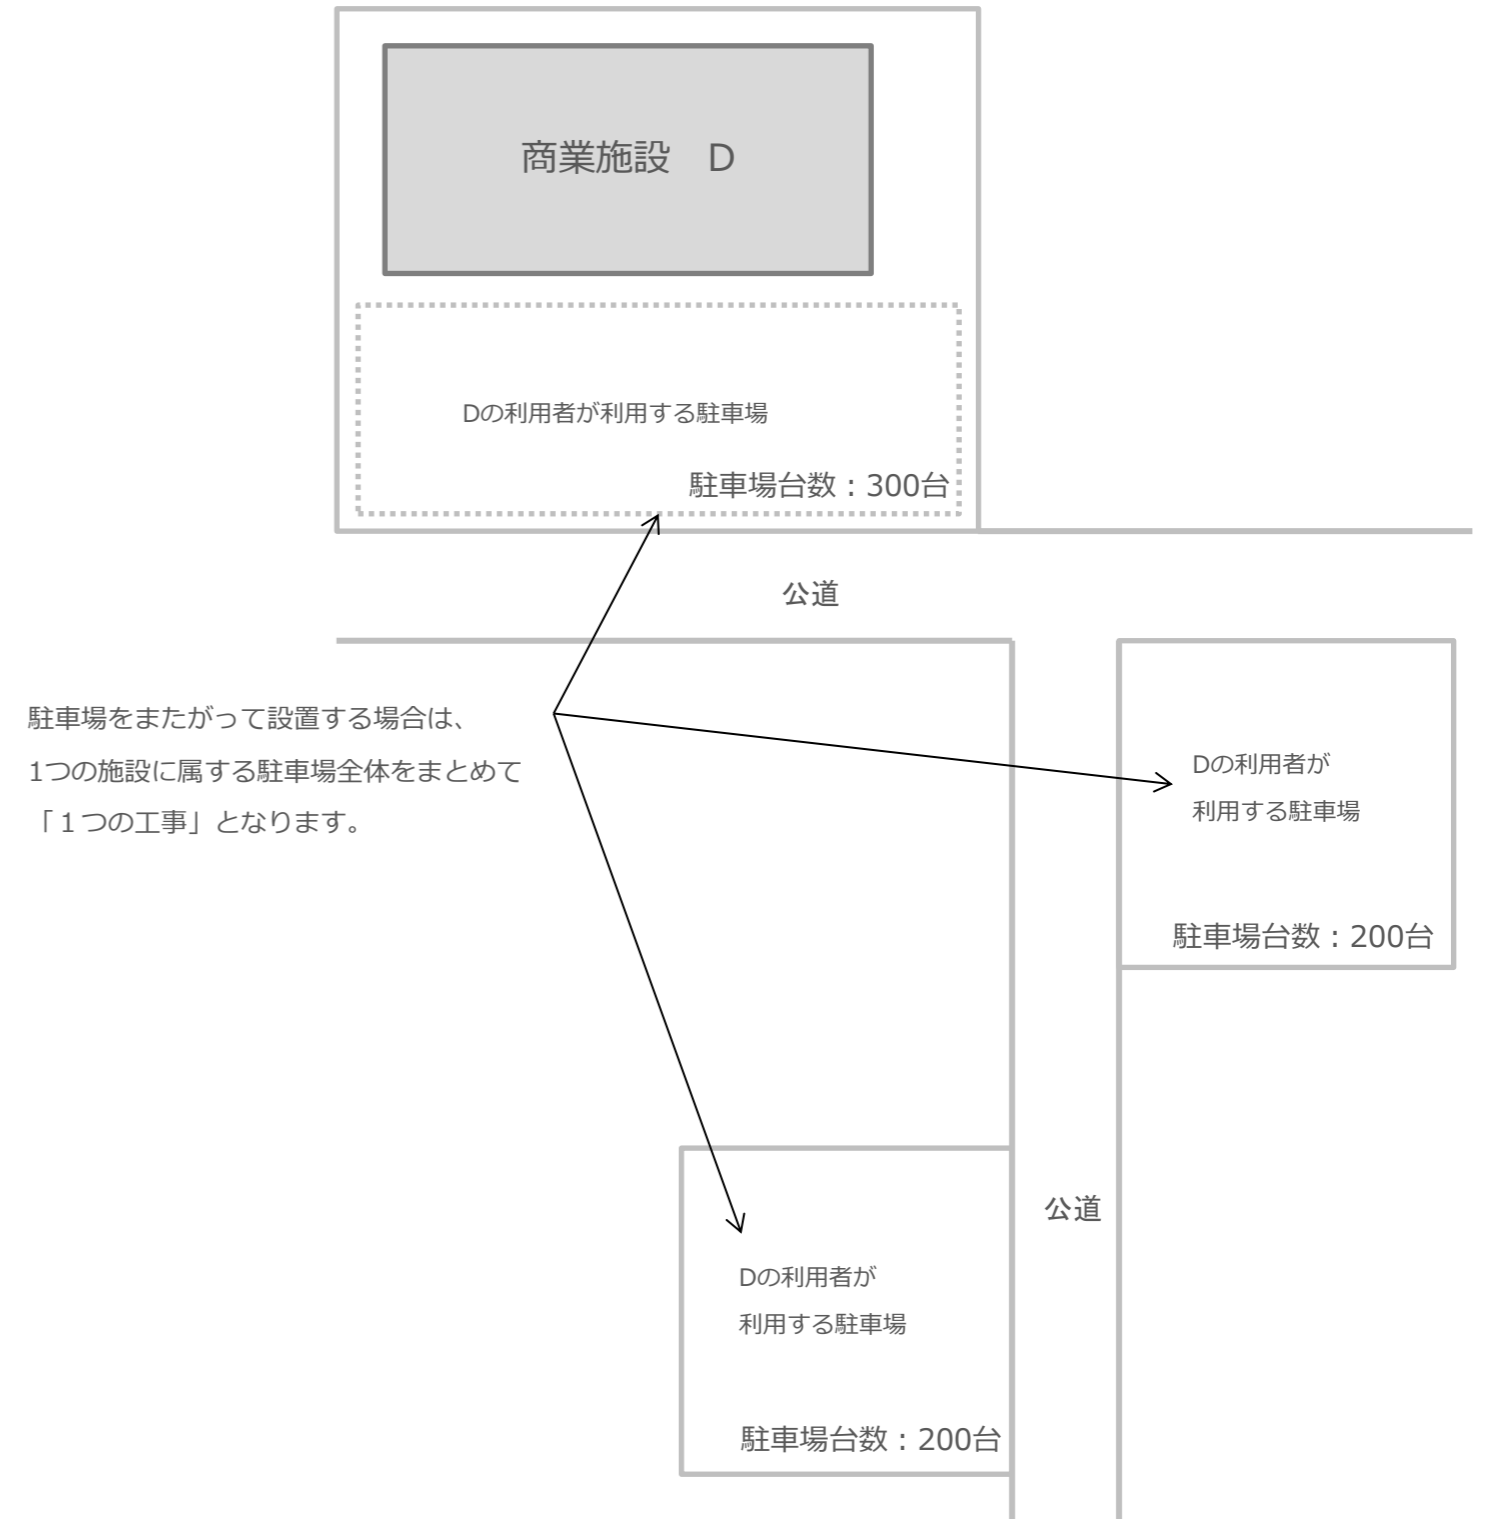 商業施設　D
Dの利用者が利用する駐車場
駐車場台数：300台
公道
駐車場をまたがって設置する場合は、
1つの施設に属する駐車場全体をまとめて
「１つの工事」となります。
Dの利用者が
利用する駐車場
駐車場台数：200台
公道
Dの利用者が
利用する駐車場
駐車場台数：200台